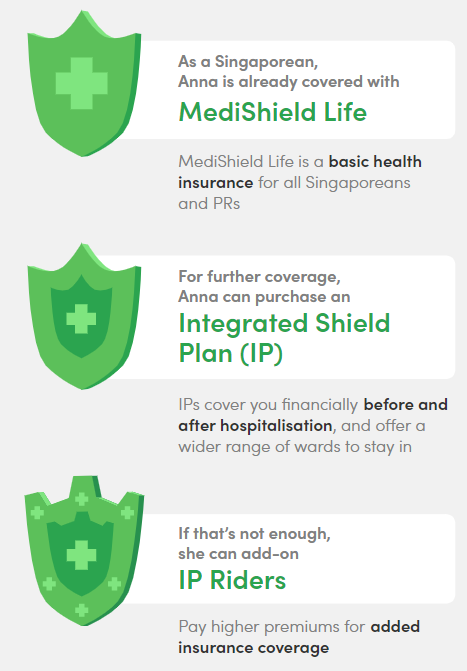 As a Singaporean,
Anna is already covered with
MediShield Life
MediShield Life is a basic health
insurance for all Singaporeans
and PRs
For further coverage,
Anna can purchase an
Integrated Shield
Plan (IP)
IPs cover you financially before and
after hospitalisation, and offer a
wider range of wards to stay in
If that’s not enough,
she can add-on
IP Riders
Pay higher premiums for added
insurance coverage